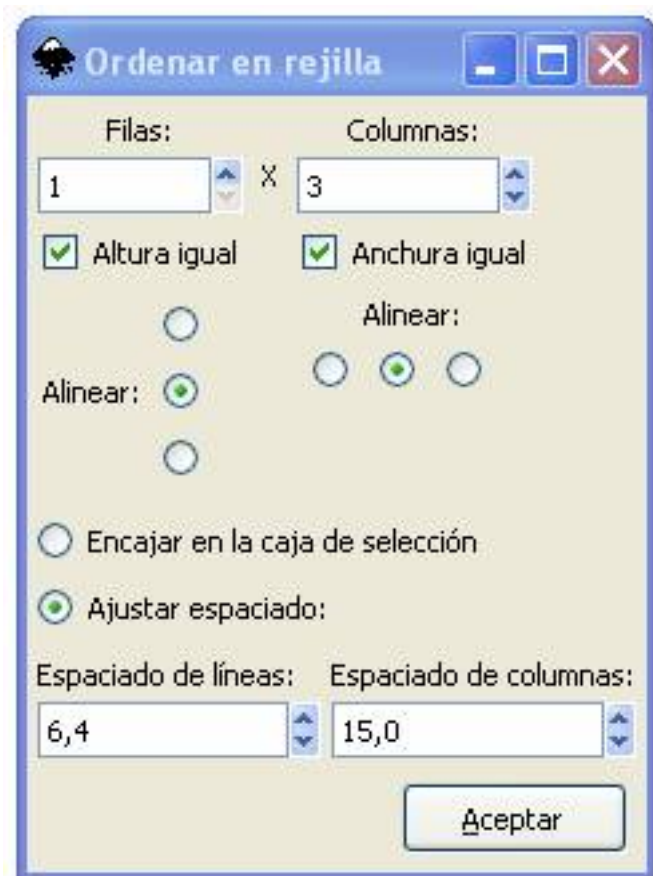 Ordenar en rejilla
Filas: Columnas:
1 X 3
Altura igual Anchura igual
Alinear:
Alinear:
Encajar en la caja de selección
Ajustar espaciado:
Espaciado de líneas: Espaciado de columnas:
6,4 15,0
Aceptar